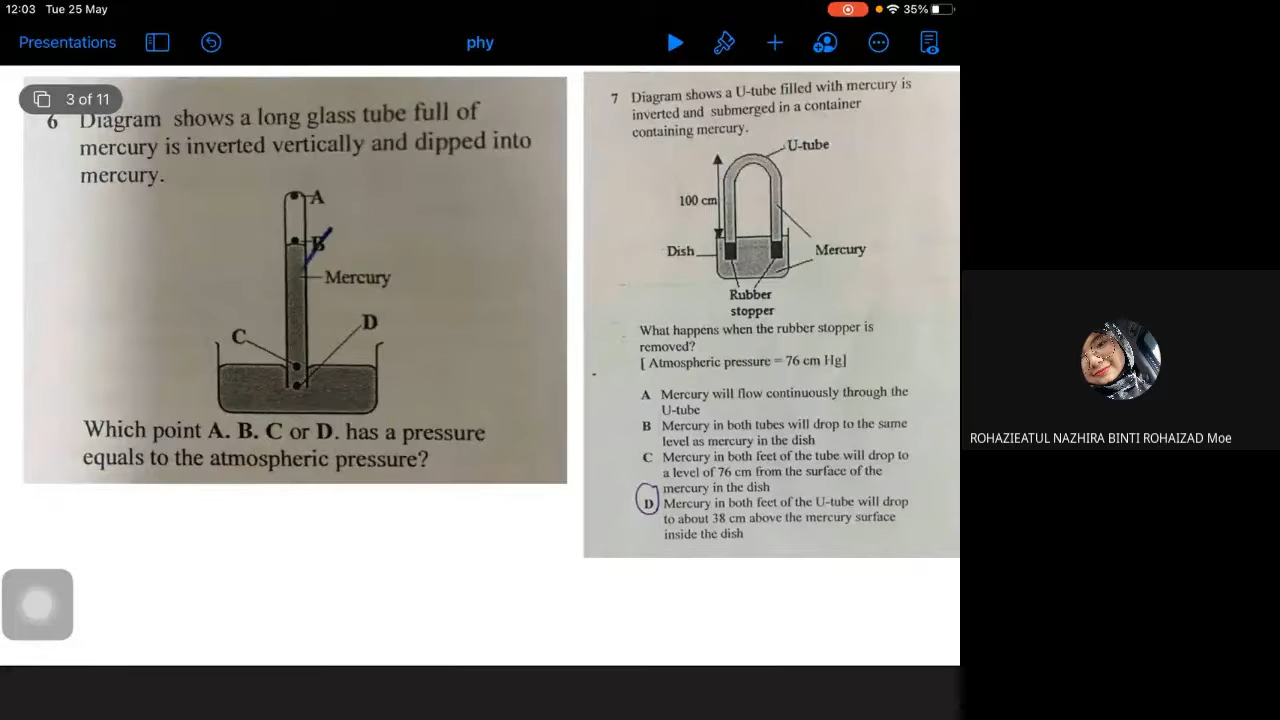 12:03 Tue 25 May
35%
Presentations
phy
3 of 11
6 Diagram shows a long glass tube full of
mercury is inverted vertically and dipped into
mercury.
A
B
Mercury
C
D
Which point A. B. C or D. has a pressure
equals to the atmospheric pressure?
7 Diagram shows a U-tube filled with mercury is
inverted and submerged in a container
containing mercury.
U-tube
100 cm
Dish
Mercury
Rubber
stopper
What happens when the rubber stopper is
removed?
[ Atmospheric pressure = 76 cm Hg]
A Mercury will flow continuously through the
U-tube
B Mercury in both tubes will drop to the same
level as mercury in the dish
C Mercury in both feet of the tube will drop to
a level of 76 cm from the surface of the
mercury in the dish
D Mercury in both feet of the U-tube will drop
to about 38 cm above the mercury surface
inside the dish
ROHAZIEATUL NAZHIRA BINTI ROHAIZAD Moe